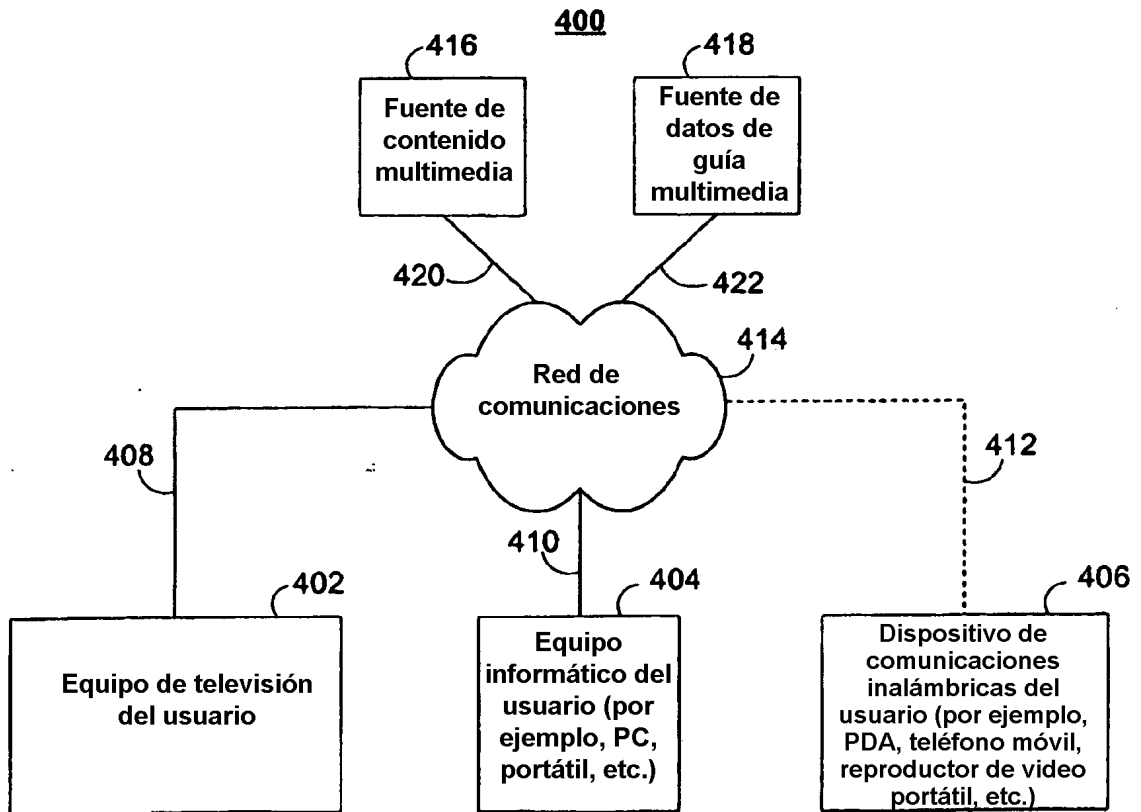 400
416
418
Fuente de
contenido
multimedia
Fuente de
datos de
guía
multimedia
420
422
414
Red de
comunicaciones
408
412
410
402
404
406
Equipo de televisión
del usuario
Equipo
informático del
usuario (por
ejemplo, PC,
portátil, etc.)
Dispositivo de
comunicaciones
inalámbricas del
usuario (por ejemplo,
PDA, teléfono móvil,
reproductor de video
portátil, etc.)